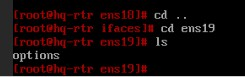 [root@hq-rtr ens18]# cd ..
[root@hq-rtr ifaces]# cd ens19
[root@hq-rtr ens19]# ls
options
[root@hq-rtr ens19]#